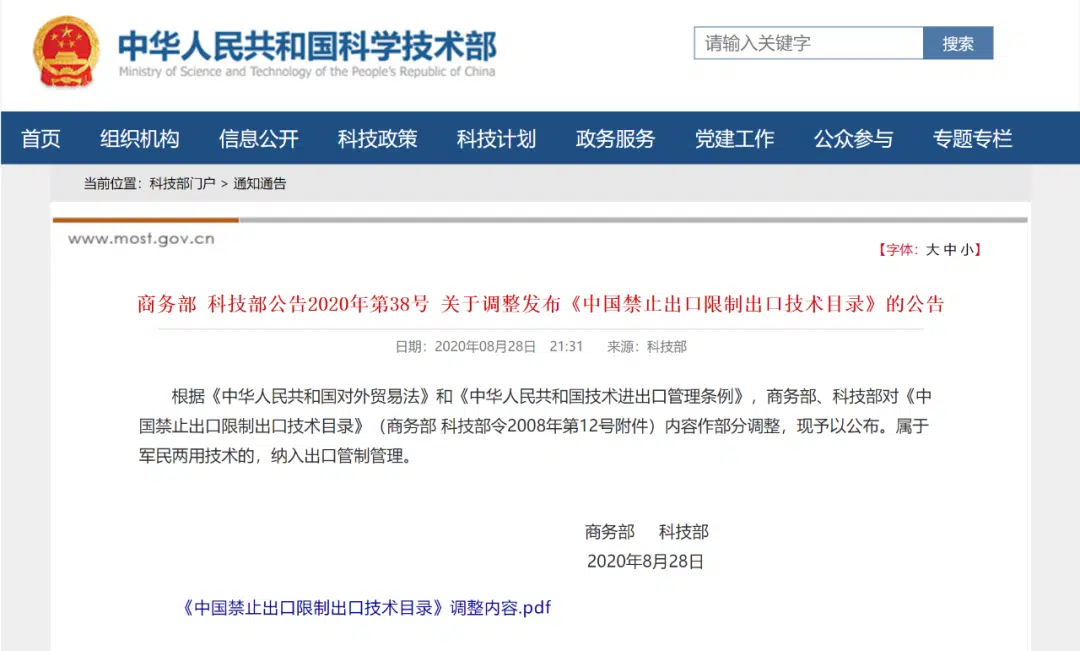 中华人民共和国科学技术部
Ministry of Science and Technology of the People's Republic of China
请输入关键字 搜索
首页 组织机构 信息公开 科技政策 科技计划 政务服务 党建工作 公众参与 专题专栏
当前位置：科技部门户 > 通知通告
www.most.gov.cn
【字体：大 中 小】
商务部 科技部公告2020年第38号 关于调整发布《中国禁止出口限制出口技术目录》的公告
日期：2020年08月28日 21:31 来源：科技部
根据《中华人民共和国对外贸易法》和《中华人民共和国技术进出口管理条例》，商务部、科技部对《中
国禁止出口限制出口技术目录》（商务部 科技部令2008年第12号附件）内容作部分调整，现予以公布。属于
军民两用技术的，纳入出口管制管理。
商务部 科技部
2020年8月28日
《中国禁止出口限制出口技术目录》调整内容.pdf